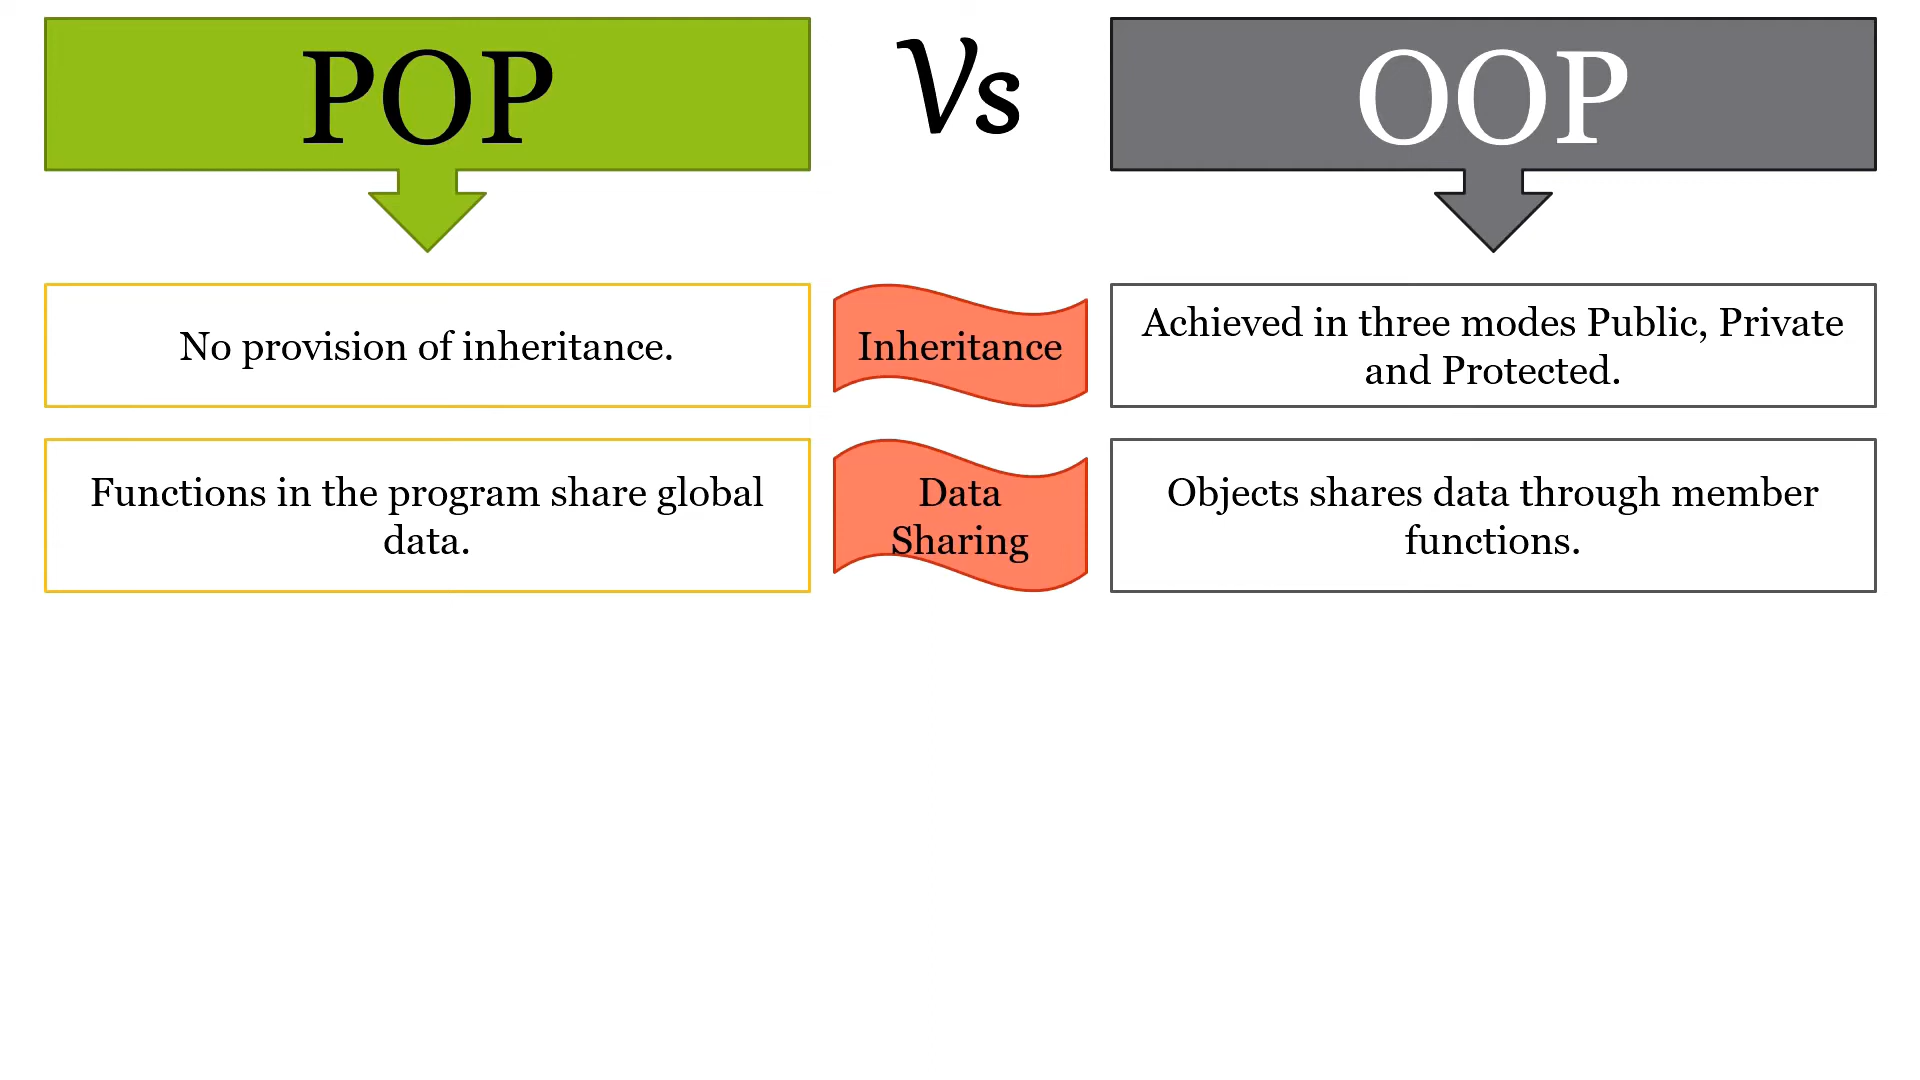 POP
Vs
OOP
No provision of inheritance.
Inheritance
Achieved in three modes Public, Private
and Protected.
Functions in the program share global
data.
Data
Sharing
Objects shares data through member
functions.